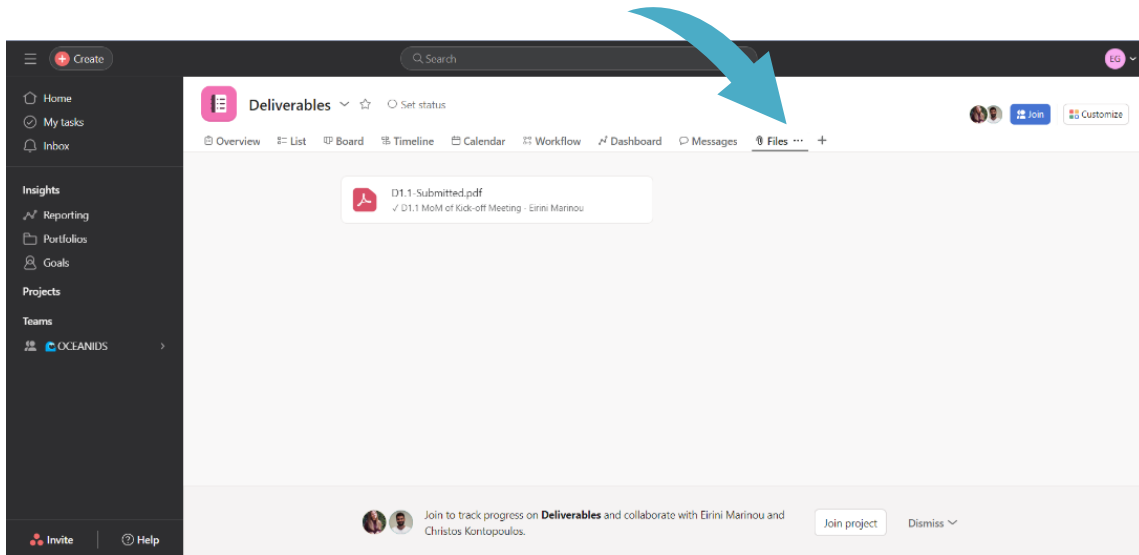 Create
Search
EG
Home
My tasks
Inbox
Insights
Reporting
Portfolios
Goals
Projects
Teams
OCEANIDS
Invite
Help
Deliverables
Set status
Join
Customize
Overview List Board Timeline Calendar Workflow Dashboard Messages Files ··· +
D1.1-Submitted.pdf
✓ D1.1 MoM of Kick-off Meeting - Eirini Marinou
Join to track progress on Deliverables and collaborate with Eirini Marinou and
Christos Kontopoulos.
Join project
Dismiss